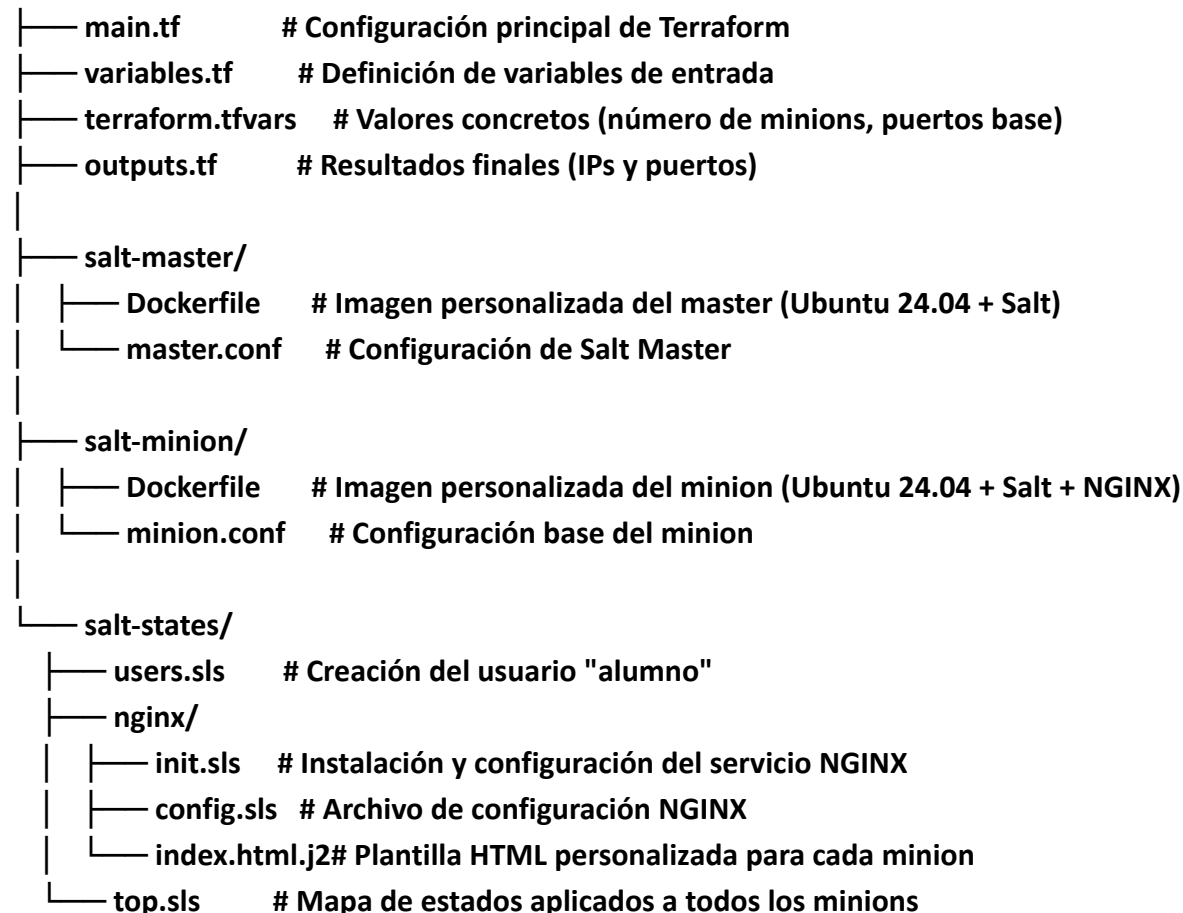 ├── main.tf # Configuración principal de Terraform
├── variables.tf # Definición de variables de entrada
├── terraform.tfvars # Valores concretos (número de minions, puertos base)
├── outputs.tf # Resultados finales (IPs y puertos)
│
├── salt-master/
│ ├── Dockerfile # Imagen personalizada del master (Ubuntu 24.04 + Salt)
│ └── master.conf # Configuración de Salt Master
│
├── salt-minion/
│ ├── Dockerfile # Imagen personalizada del minion (Ubuntu 24.04 + Salt + NGINX)
│ └── minion.conf # Configuración base del minion
│
└── salt-states/
├── users.sls # Creación del usuario "alumno"
├── nginx/
│ ├── init.sls # Instalación y configuración del servicio NGINX
│ ├── config.sls # Archivo de configuración NGINX
│ └── index.html.j2# Plantilla HTML personalizada para cada minion
└── top.sls # Mapa de estados aplicados a todos los minions